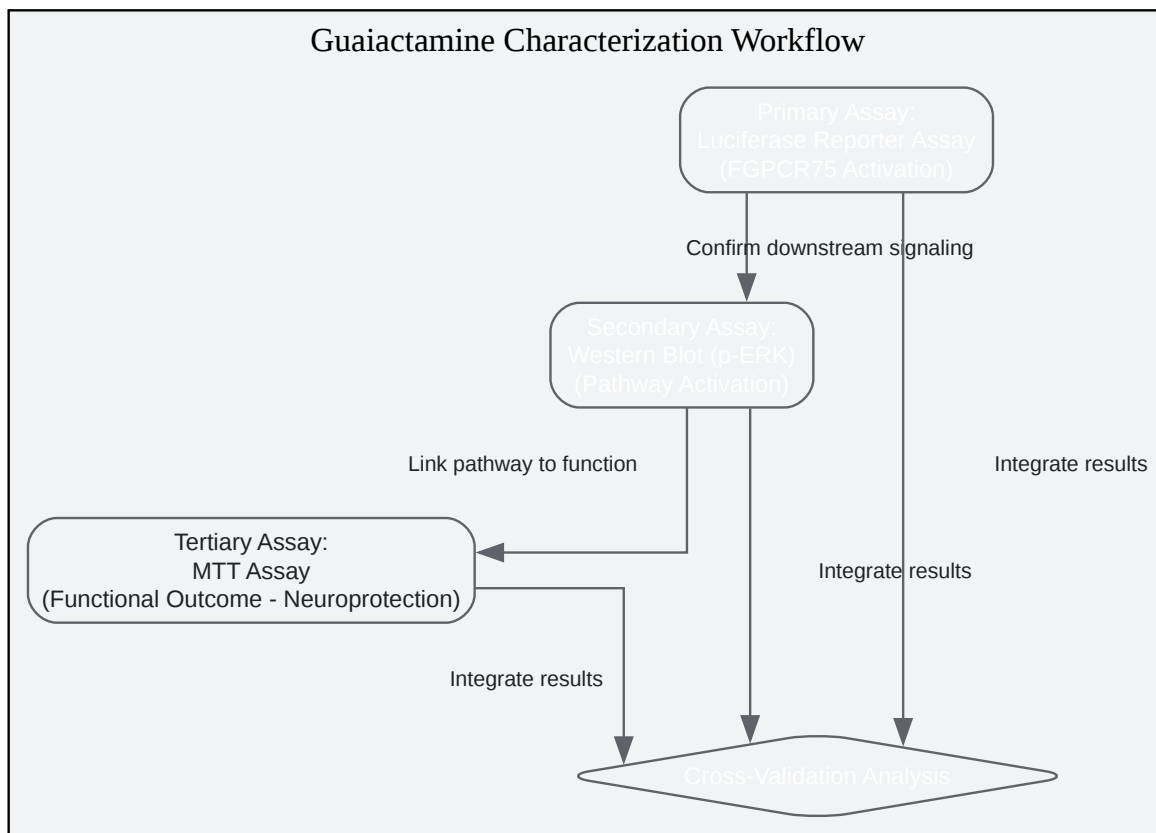 Guaiactamine Characterization Workflow
Primary Assay:
Luciferase Reporter Assay
(FGPCR75 Activation)
Confirm downstream signaling
Secondary Assay:
Western Blot (p-ERK)
(Pathway Activation)
Link pathway to function
Integrate results
Tertiary Assay:
MTT Assay
(Functional Outcome - Neuroprotection)
Integrate results
Integrate results
Cross-Validation Analysis